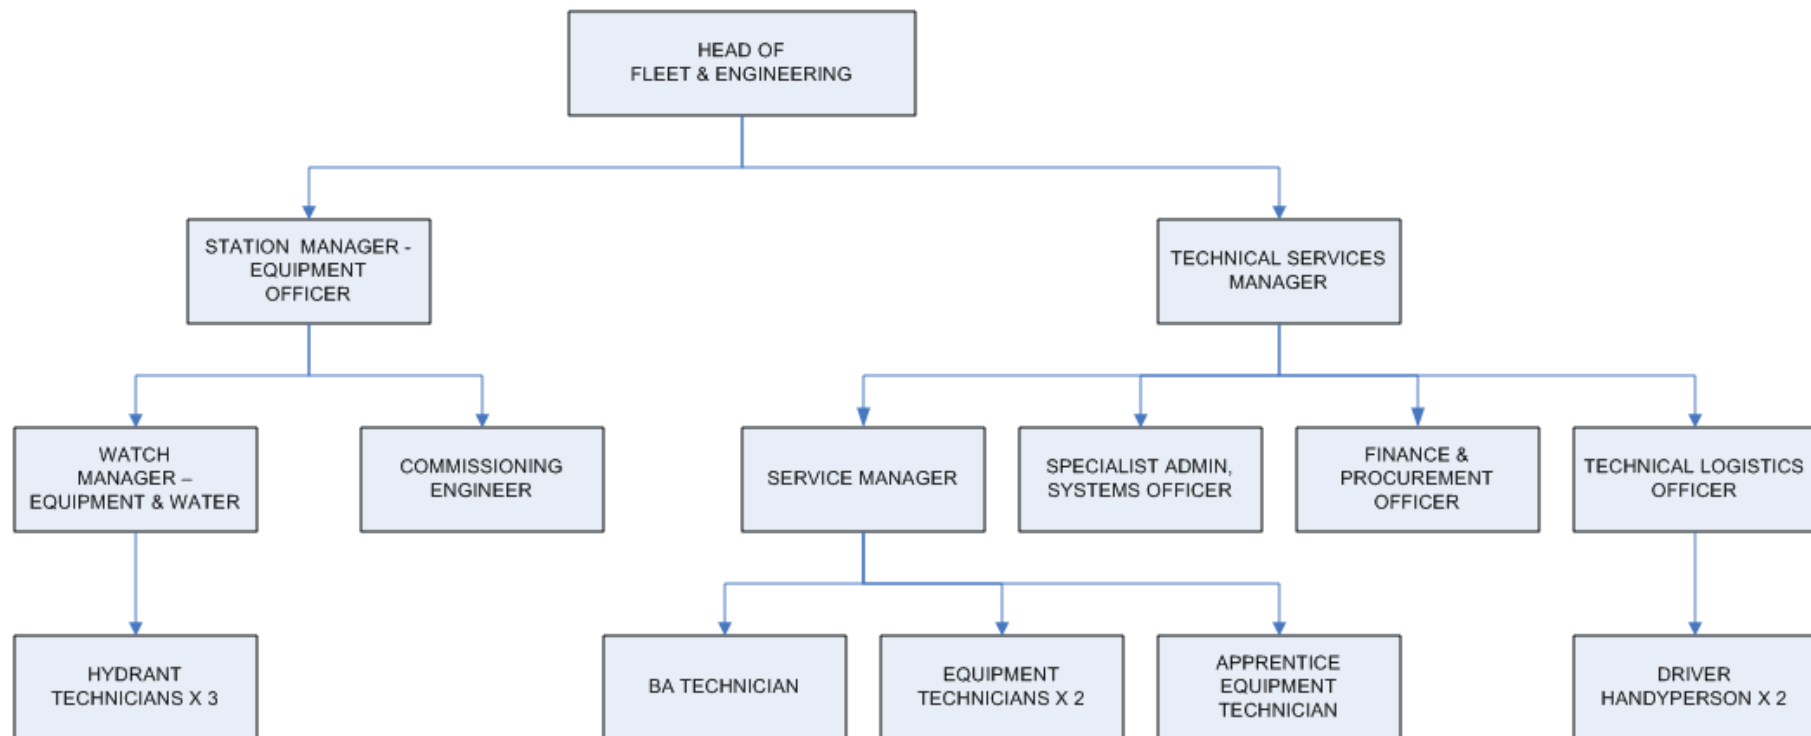 HEAD OF
FLEET & ENGINEERING
STATION MANAGER -
EQUIPMENT
OFFICER
TECHNICAL SERVICES
MANAGER
WATCH
MANAGER –
EQUIPMENT & WATER
COMMISSIONING
ENGINEER
SERVICE MANAGER
SPECIALIST ADMIN,
SYSTEMS OFFICER
FINANCE &
PROCUREMENT
OFFICER
TECHNICAL LOGISTICS
OFFICER
HYDRANT
TECHNICIANS X 3
BA TECHNICIAN
EQUIPMENT
TECHNICIANS X 2
APPRENTICE
EQUIPMENT
TECHNICIAN
DRIVER
HANDYPERSON X 2